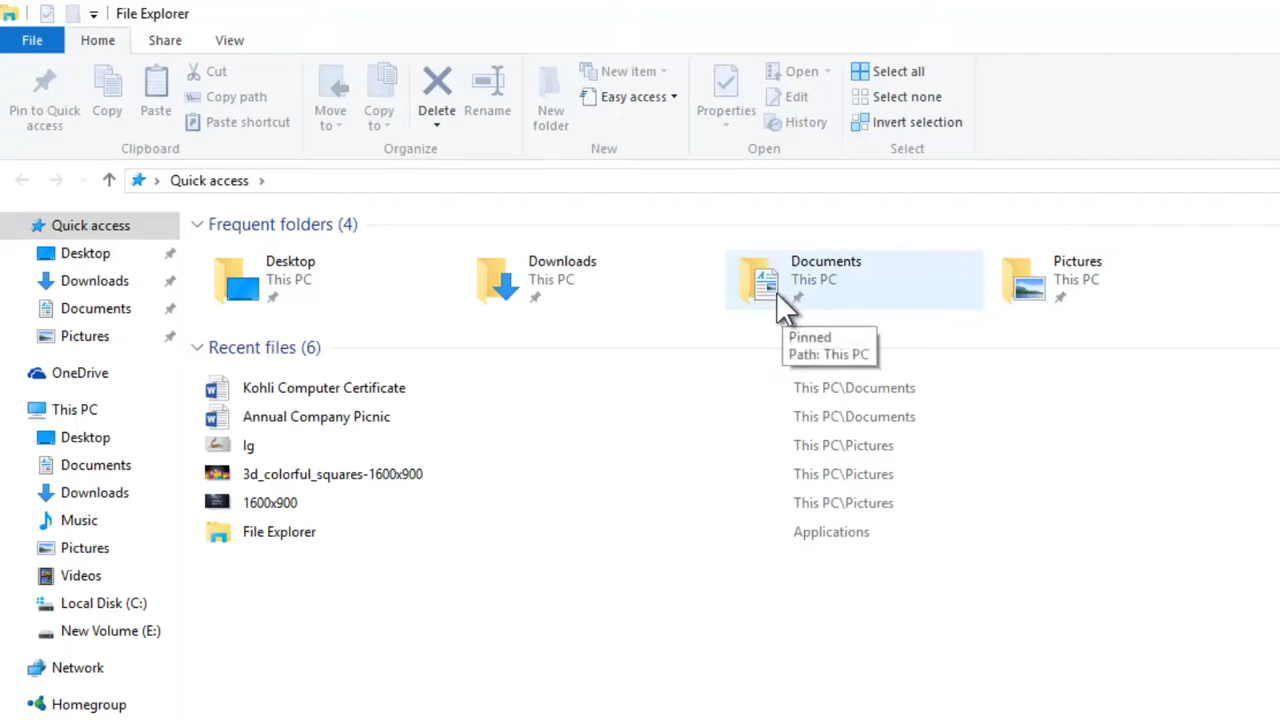 File Explorer
File Home Share View
Pin to Quick access
Copy
Paste
Cut
Copy path
Paste shortcut
Clipboard
Move to
Copy to
Delete
Rename
Organize
New folder
New item
Easy access
New
Properties
Open
Edit
History
Open
Select all
Select none
Invert selection
Select
Quick access
Quick access
Desktop
Downloads
Documents
Pictures
OneDrive
This PC
Desktop
Documents
Downloads
Music
Pictures
Videos
Local Disk (C:)
New Volume (E:)
Network
Homegroup
Frequent folders (4)
Desktop
This PC
Downloads
This PC
Documents
This PC
Pictures
This PC
Pinned
Path: This PC
Recent files (6)
Kohli Computer Certificate This PC\Documents
Annual Company Picnic This PC\Documents
lg This PC\Pictures
3d_colorful_squares-1600x900 This PC\Pictures
1600x900 This PC\Pictures
File Explorer Applications